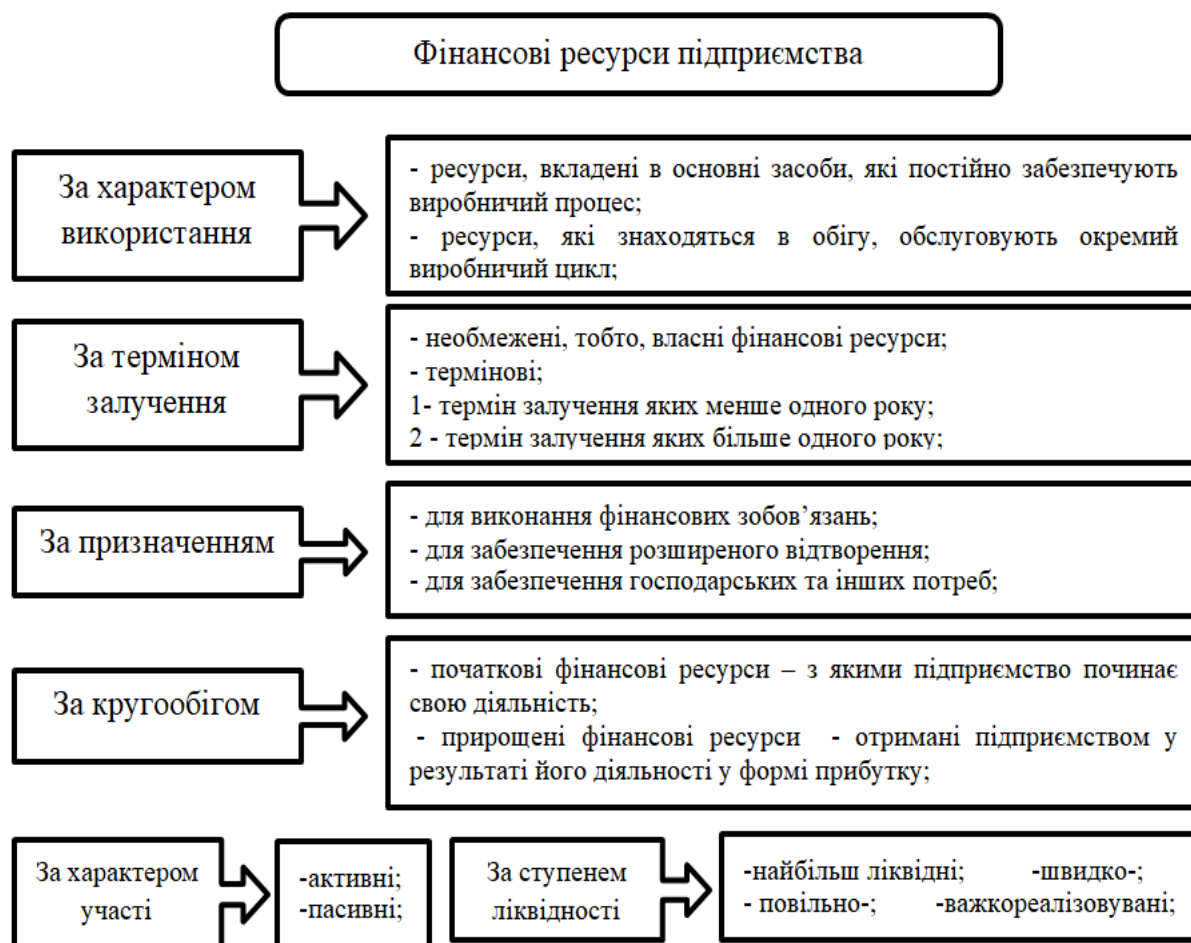 Фінансові ресурси підприємства
За характером
використання
- ресурси, вкладені в основні засоби, які постійно забезпечують
виробничий процес;
- ресурси, які знаходяться в обігу, обслуговують окремий
виробничий цикл;
За терміном
залучення
- необмежені, тобто, власні фінансові ресурси;
- термінові;
1- термін залучення яких менше одного року;
2 - термін залучення яких більше одного року;
За призначенням
- для виконання фінансових зобов’язань;
- для забезпечення розширеного відтворення;
- для забезпечення господарських та інших потреб;
За кругообігом
- початкові фінансові ресурси – з якими підприємство починає
свою діяльність;
- прирощені фінансові ресурси - отримані підприємством у
результаті його діяльності у формі прибутку;
За характером
участі
-активні;
-пасивні;
За ступенем
ліквідності
-найбільш ліквідні; -швидко-;
- повільно-; -важкореалізовувані;